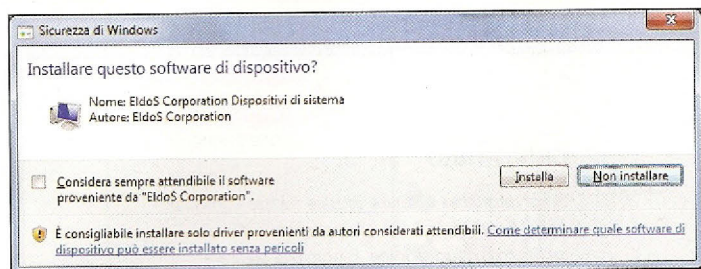 Sicurezza di Windows
Installare questo software di dispositivo?
Nome: EldoS Corporation Dispositivi di sistema
Autore: EldoS Corporation
Considera sempre attendibile il software
proveniente da "EldoS Corporation".
Installa
Non installare
È consigliabile installare solo driver provenienti da autori considerati attendibili. Come determinare quale software di
dispositivo può essere installato senza pericoli